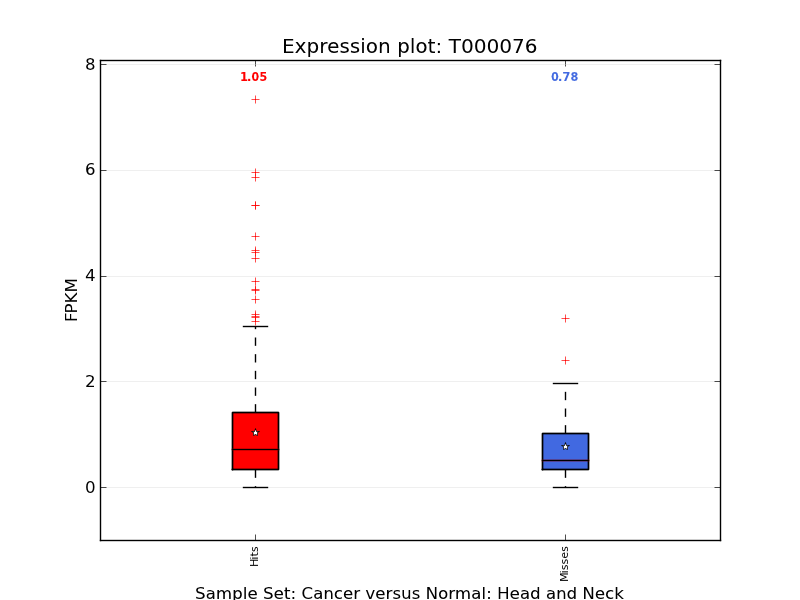 Expression plot: T000076
8
1.05
0.78
6
4
FPKM
2
0
Hits
Misses
Sample Set: Cancer versus Normal: Head and Neck